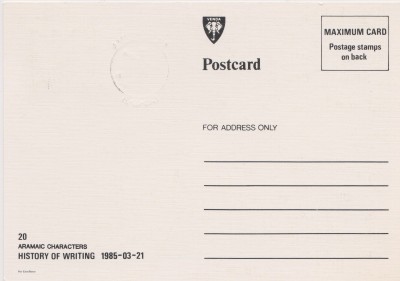 VENDA
Postcard
MAXIMUM CARD
Postage stamps
on back
FOR ADDRESS ONLY
20
ARAMAIC CHARACTERS
HISTORY OF WRITING 1985-03-21